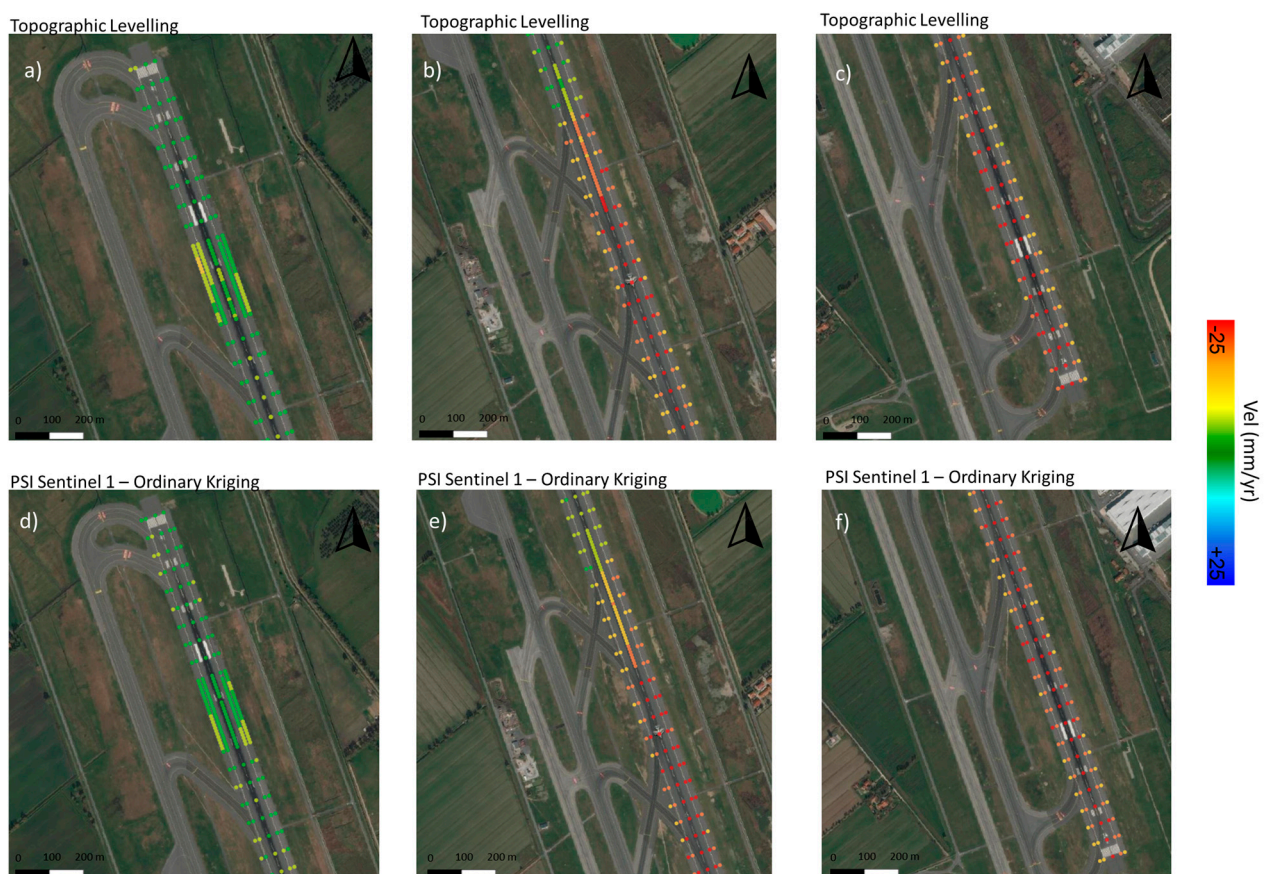 Topographic Levelling
Topographic Levelling
Topographic Levelling
a)
b)
c)
0 100 200 m
0 100 200 m
0 100 200 m
-25
Vel (mm/yr)
+25
PSI Sentinel 1 – Ordinary Kriging
PSI Sentinel 1 – Ordinary Kriging
PSI Sentinel 1 – Ordinary Kriging
d)
e)
f)
0 100 200 m
0 100 200 m
0 100 200 m